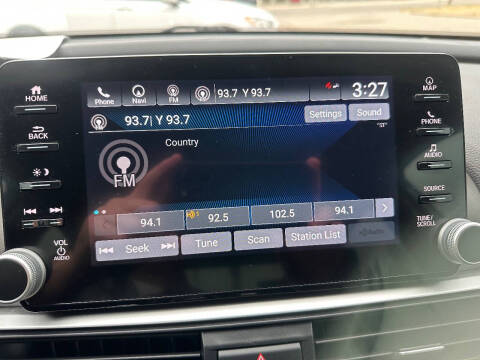 HOME
BACK
VOL
AUDIO
Phone
Navi
FM
93.7 Y 93.7
3:27
93.7| Y 93.7
Settings
Sound
"ST"
Country
FM
94.1
92.5
102.5
94.1
Seek
Tune
Scan
Station List
MAP
PHONE
AUDIO
SOURCE
TUNE/
SCROLL